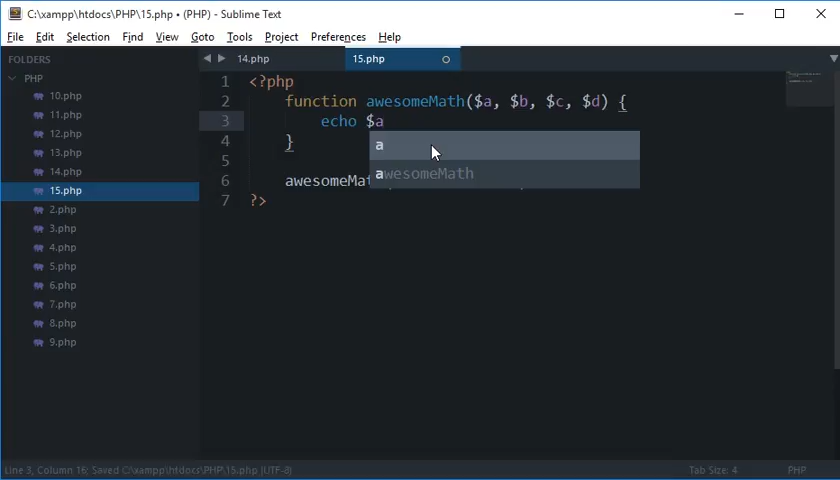 C:\xampp\htdocs\PHP\15.php • (PHP) - Sublime Text
File Edit Selection Find View Goto Tools Project Preferences Help
FOLDERS
PHP
10.php
11.php
12.php
13.php
14.php
15.php
2.php
3.php
4.php
5.php
6.php
7.php
8.php
9.php
14.php 15.php
1 <?php
2 function awesomeMath($a, $b, $c, $d) {
3 echo $a
4 }
5
6 awesomeMat
7 ?>
a
awesomeMath
Line 3, Column 16; Saved C:\xampp\htdocs\PHP\15.php (UTF-8) Tab Size: 4 PHP